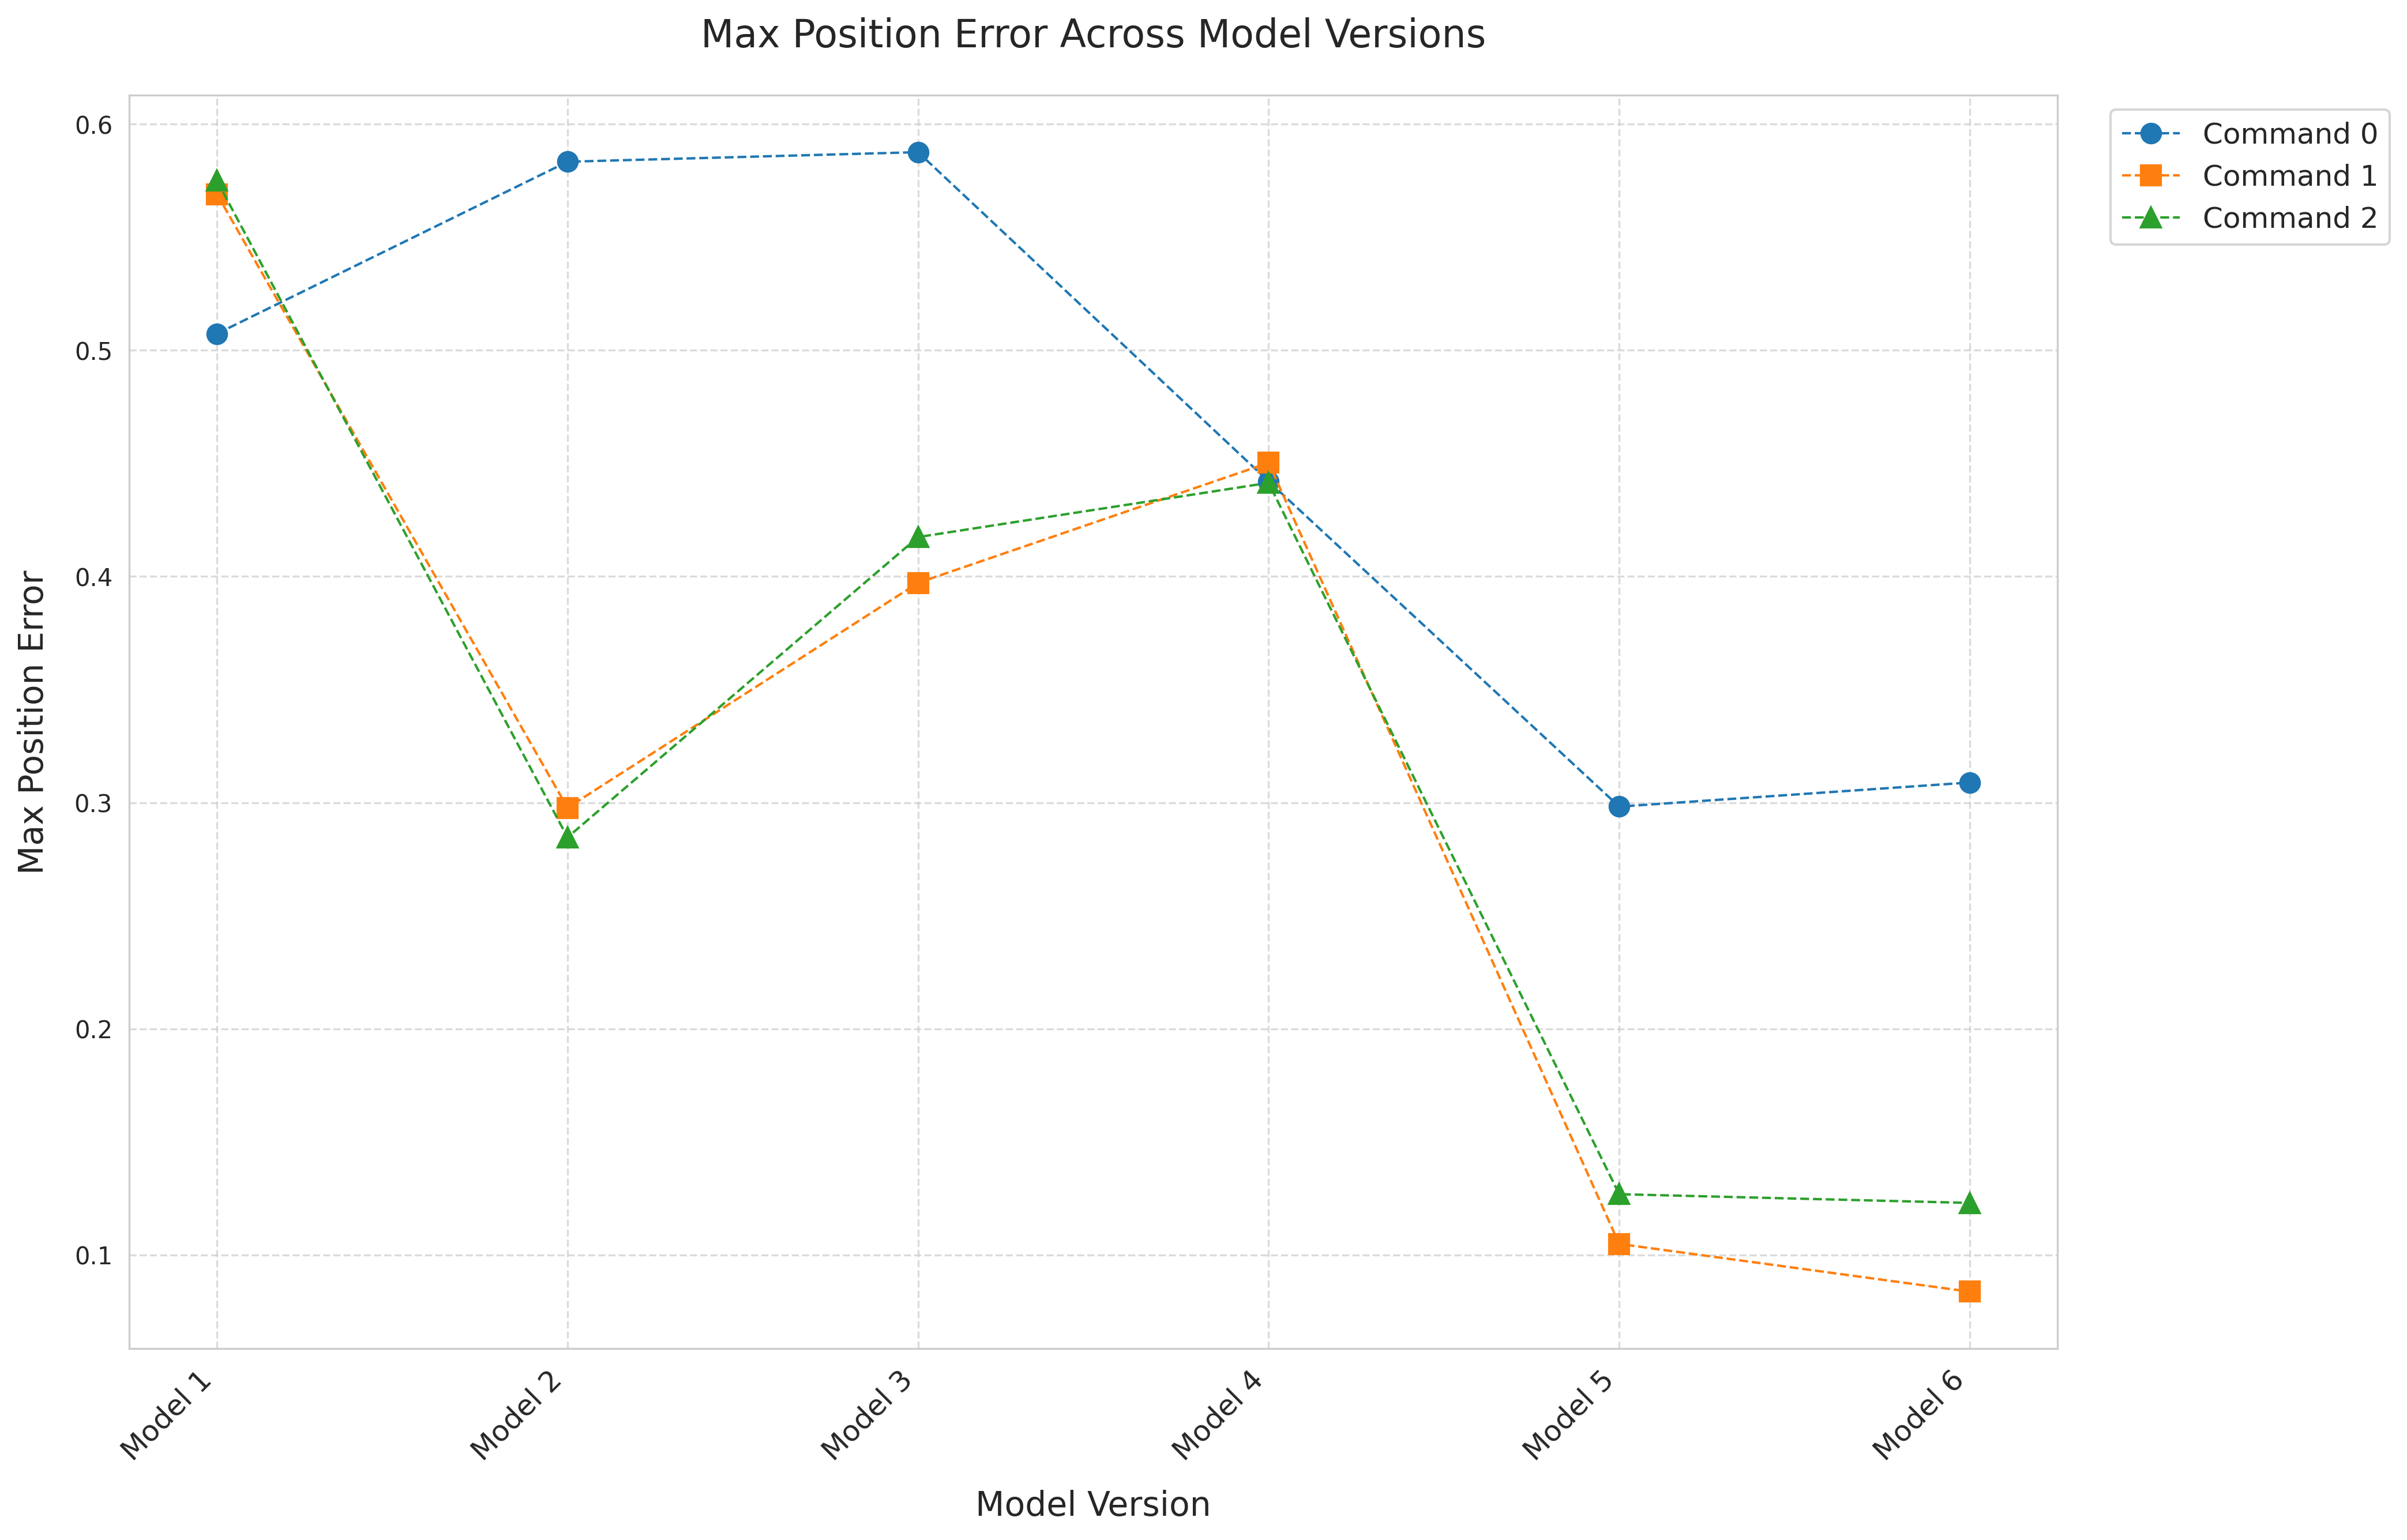 Max Position Error Across Model Versions
0.6
0.5
0.4
0.3
0.2
0.1
Max Position Error
Command 0
Command 1
Command 2
Model 1
Model 2
Model 3
Model 4
Model 5
Model 6
Model Version